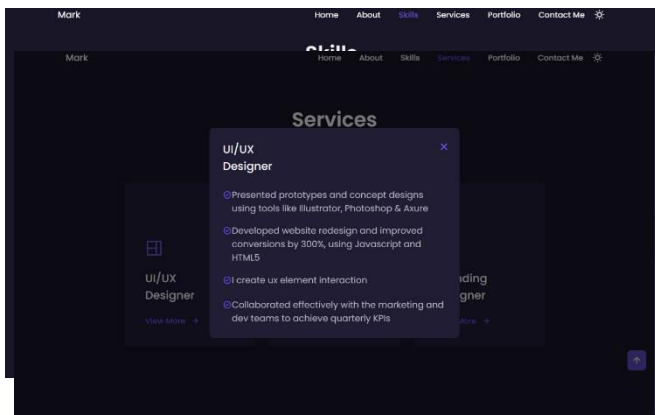 Mark Home About Skills Services Portfolio Contact Me
Skills
Mark Home About Skills Services Portfolio Contact Me
Services
UI/UX
Designer
Presented prototypes and concept designs
using tools like Illustrator, Photoshop & Axure
Developed website redesign and improved
conversions by 300%, using Javascript and
HTML5
I create ux element interaction
Collaborated effectively with the marketing and
dev teams to achieve quarterly KPIs
UI/UX
Designer
View More